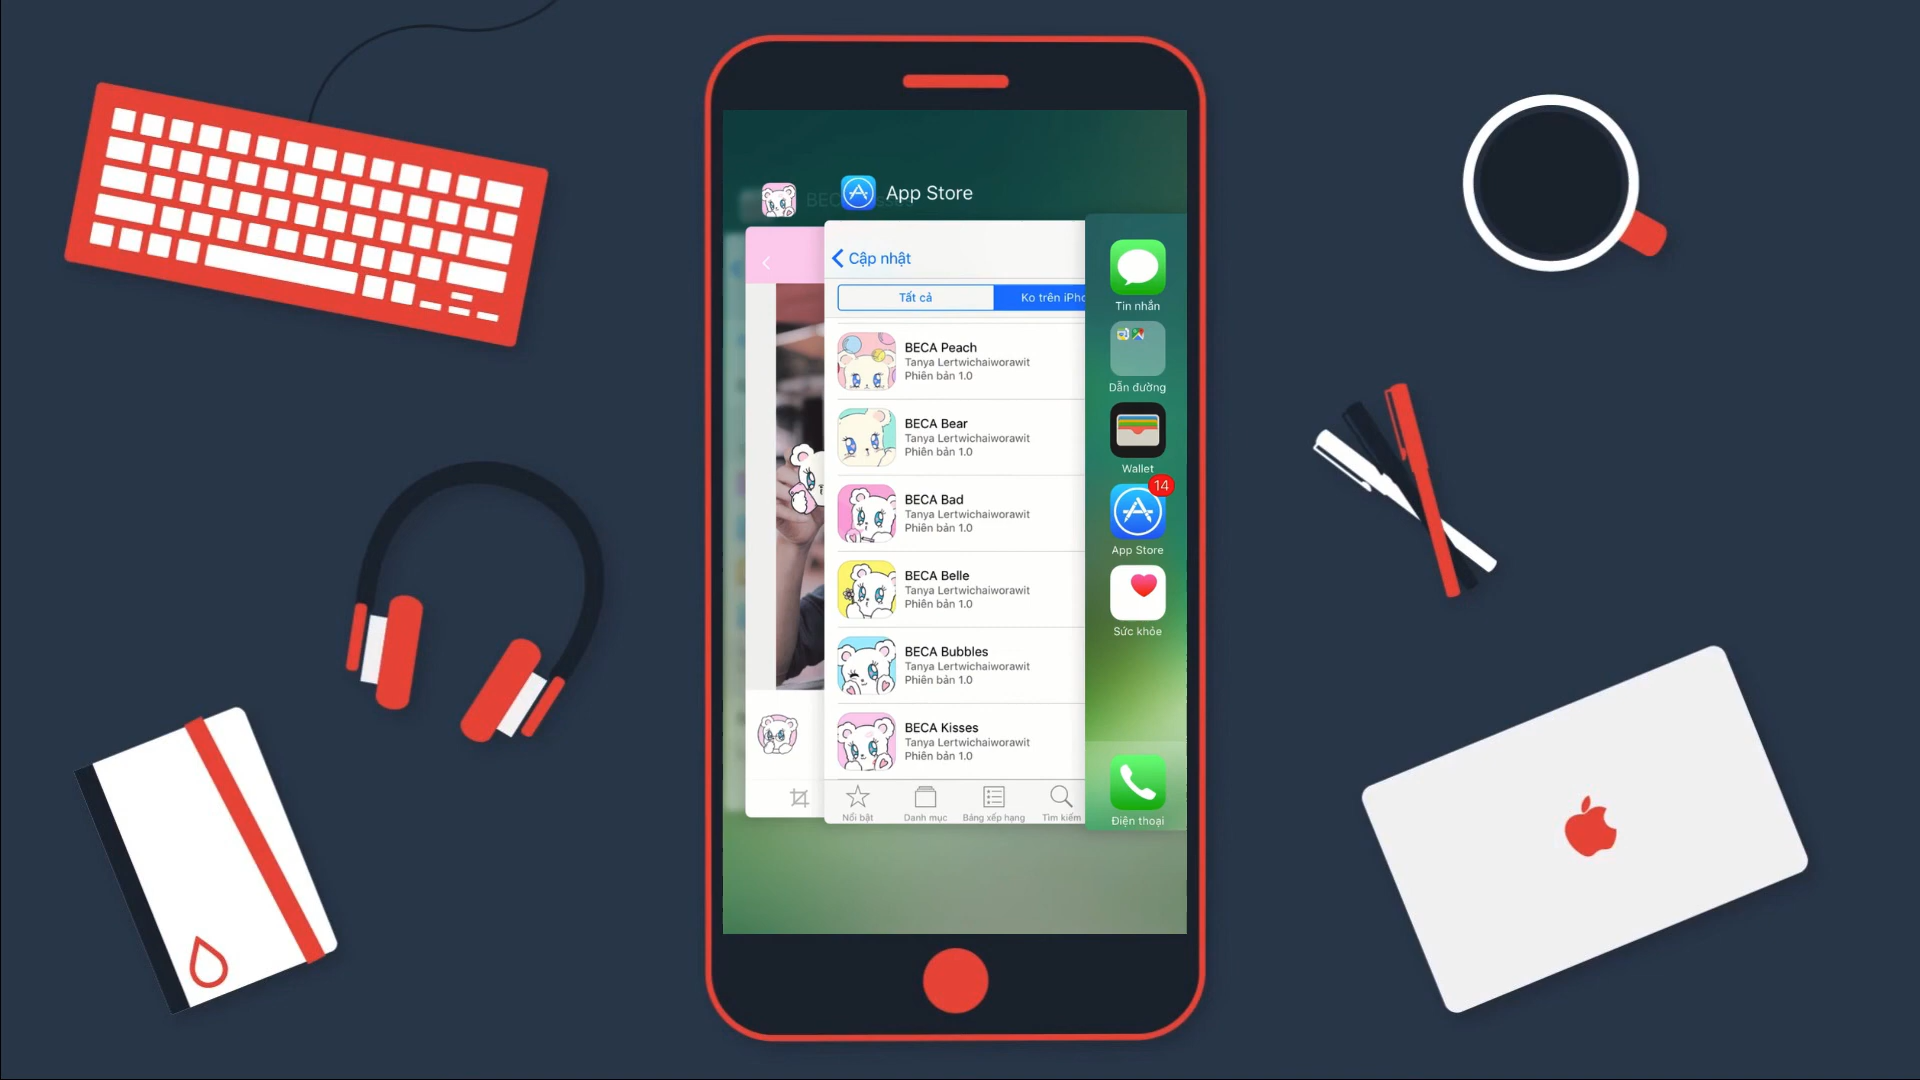 App Store
Cập nhật
Tất cả
Ko trên iPho
BECA Peach
Tanya Lertwichaiworawit
Phiên bản 1.0
BECA Bear
Tanya Lertwichaiworawit
Phiên bản 1.0
BECA Bad
Tanya Lertwichaiworawit
Phiên bản 1.0
BECA Belle
Tanya Lertwichaiworawit
Phiên bản 1.0
BECA Bubbles
Tanya Lertwichaiworawit
Phiên bản 1.0
BECA Kisses
Tanya Lertwichaiworawit
Phiên bản 1.0
Nổi bật
Danh mục
Bảng xếp hạng
Tìm kiếm
Tin nhắn
Dẫn đường
Wallet
14
App Store
Sức khỏe
Điện thoại